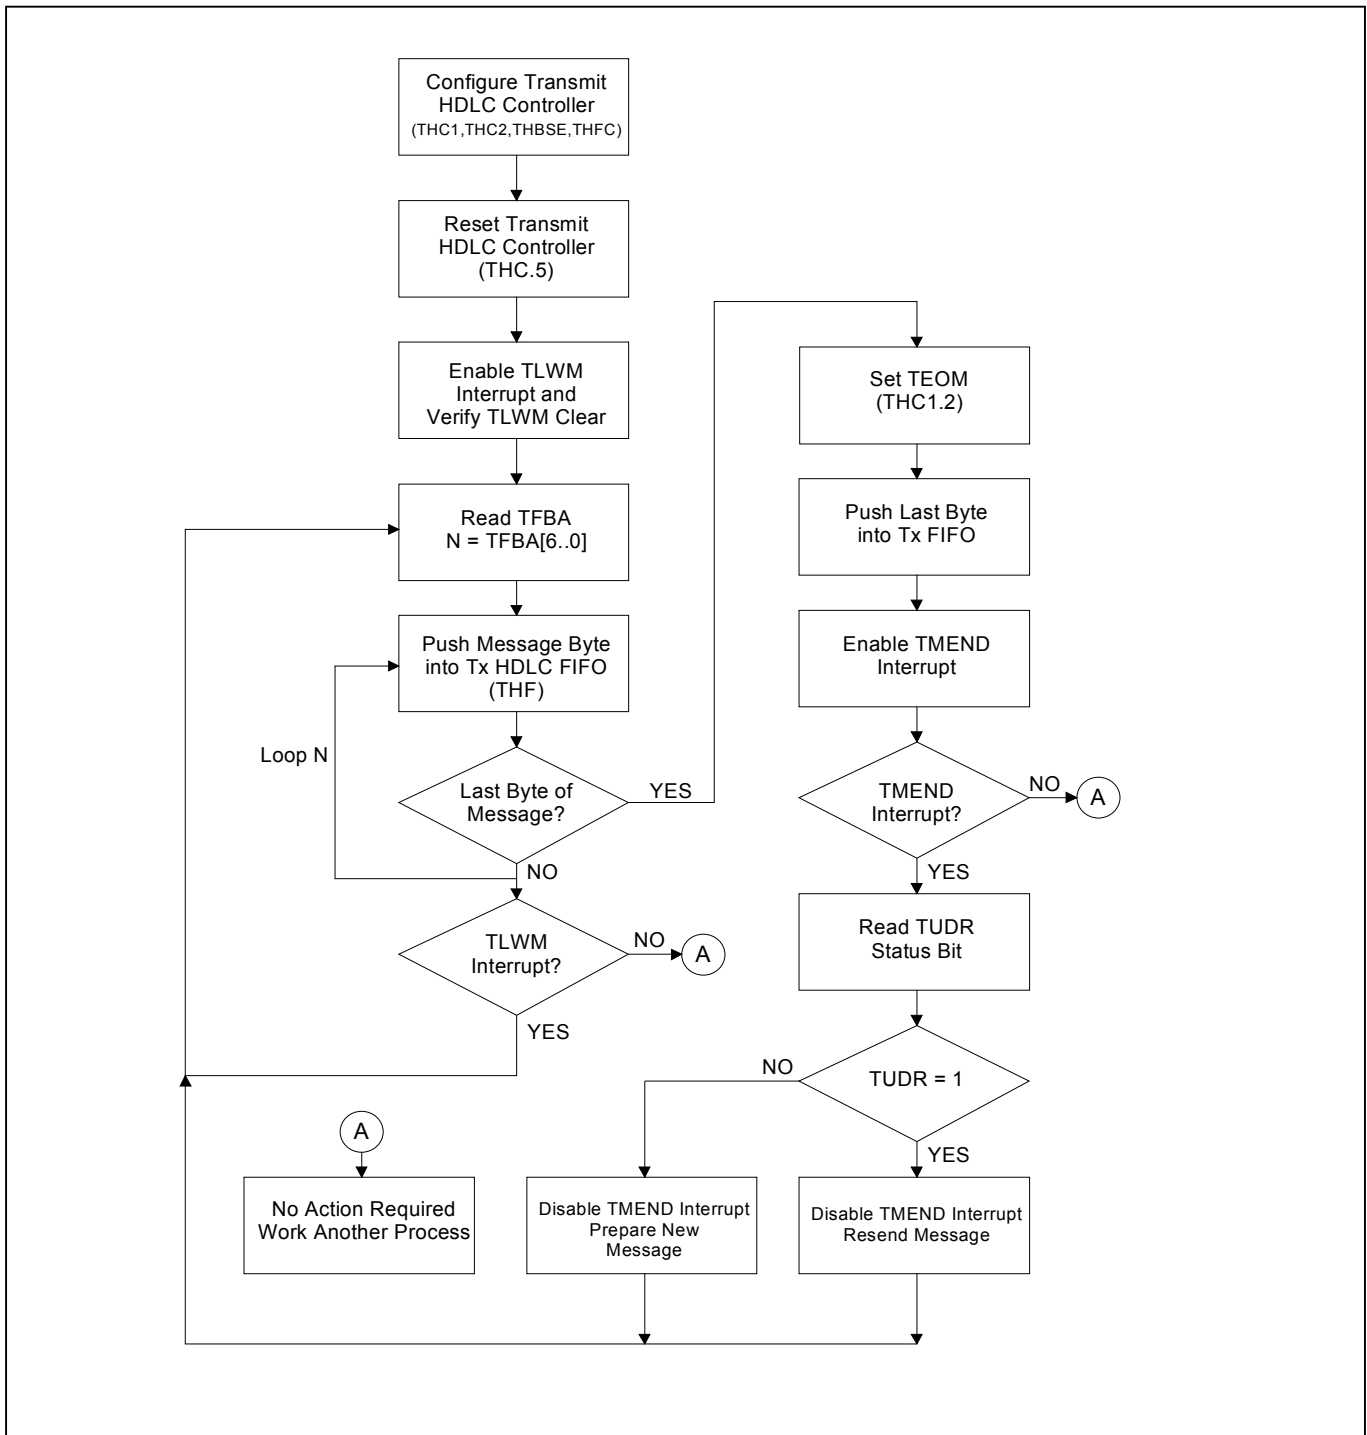 Configure Transmit
HDLC Controller
(THC1,THC2,THBSE,THFC)
Reset Transmit
HDLC Controller
(THC.5)
Enable TLWM
Interrupt and
Verify TLWM Clear
Read TFBA
N = TFBA[6..0]
Push Message Byte
into Tx HDLC FIFO
(THF)
Loop N
Last Byte of
Message?
YES
NO
TLWM
Interrupt?
NO
A
YES
A
No Action Required
Work Another Process
Set TEOM
(THC1.2)
Push Last Byte
into Tx FIFO
Enable TMEND
Interrupt
TMEND
Interrupt?
NO
A
YES
Read TUDR
Status Bit
TUDR = 1
NO
YES
Disable TMEND Interrupt
Prepare New
Message
Disable TMEND Interrupt
Resend Message